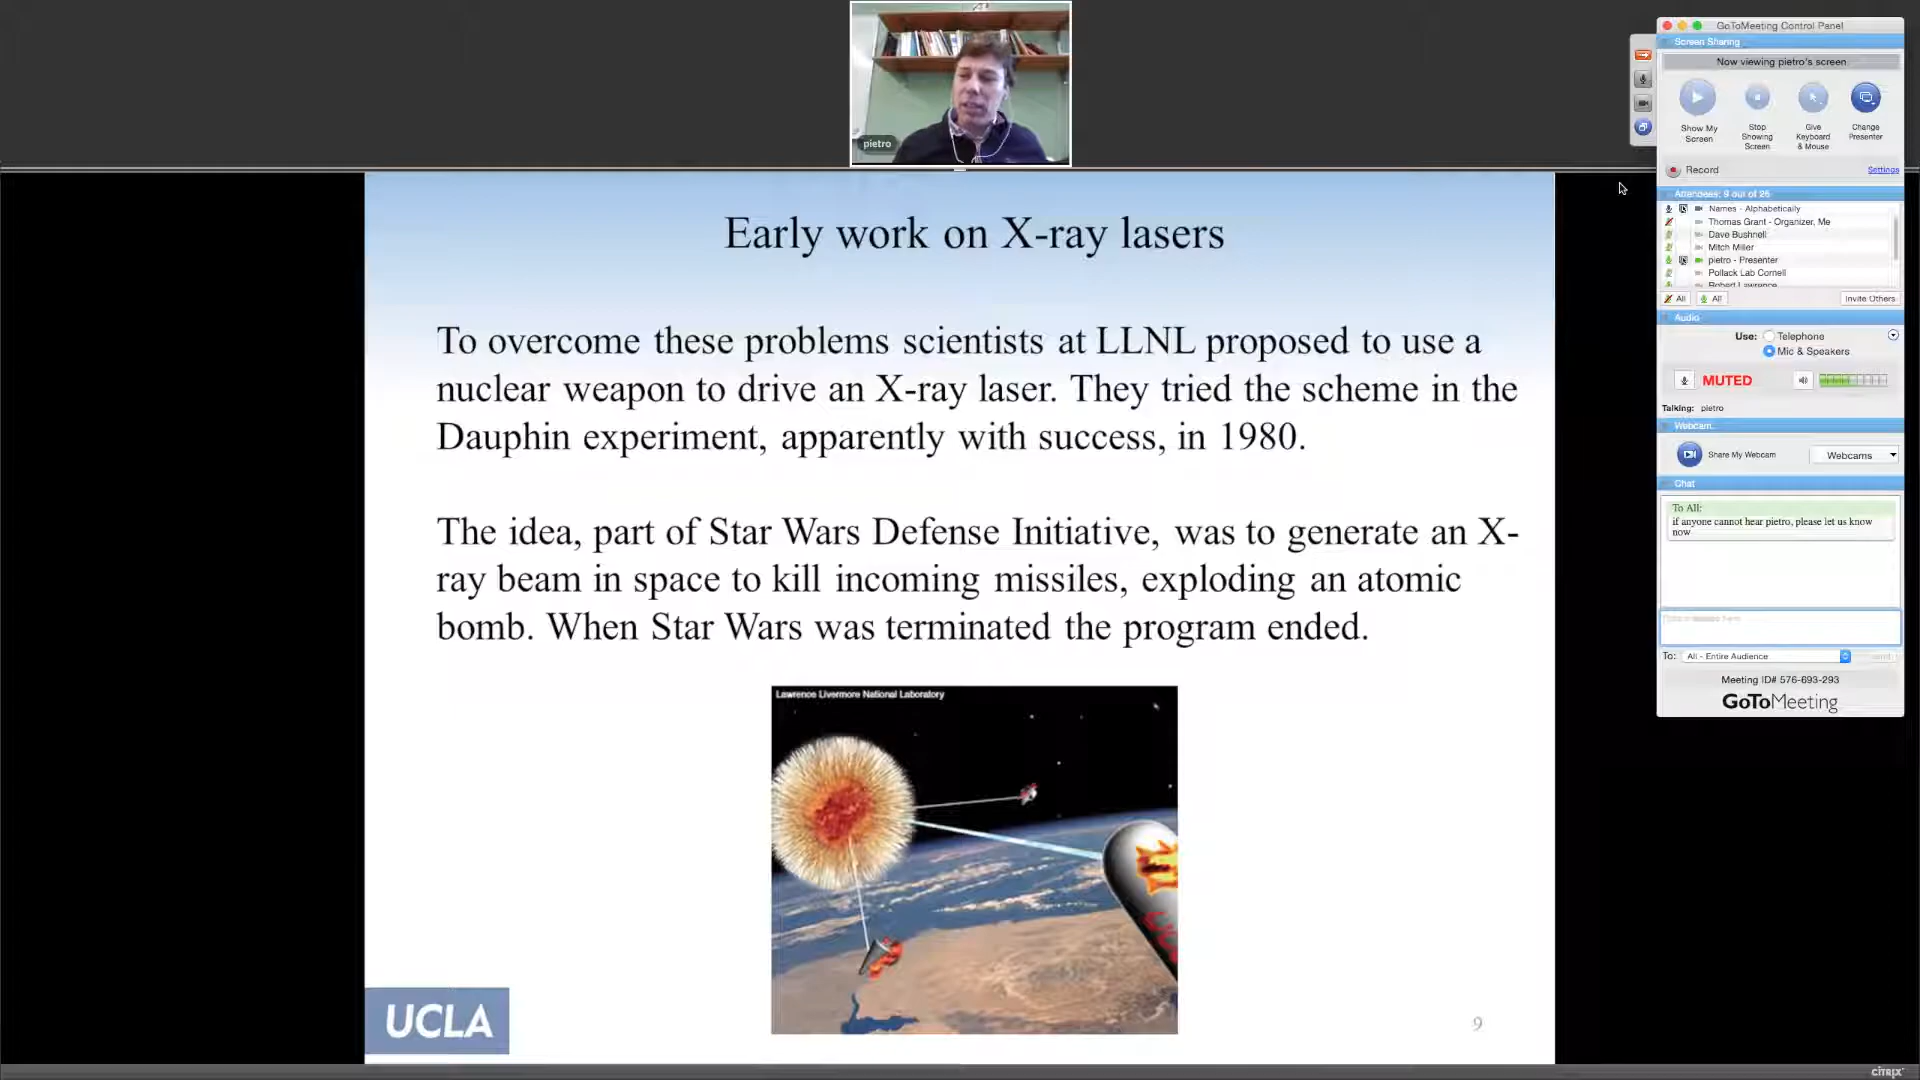 pietro
Early work on X-ray lasers
To overcome these problems scientists at LLNL proposed to use a
nuclear weapon to drive an X-ray laser. They tried the scheme in the
Dauphin experiment, apparently with success, in 1980.
The idea, part of Star Wars Defense Initiative, was to generate an X-
ray beam in space to kill incoming missiles, exploding an atomic
bomb. When Star Wars was terminated the program ended.
Lawrence Livermore National Laboratory
UCLA
9
GoToMeeting Control Panel
Screen Sharing
Now viewing pietro's screen
Show My
Screen
Stop
Showing
Screen
Give
Keyboard
& Mouse
Change
Presenter
Record
Settings
Attendees: 9 out of 26
Names - Alphabetically
Thomas Grant - Organizer, Me
Dave Bushnell
Mitch Miller
pietro - Presenter
Pollack Lab Cornell
Robert Lawrence
All
All
Invite Others
Audio
Use: Telephone
Mic & Speakers
MUTED
Talking: pietro
Webcam
Share My Webcam
Webcams
Chat
To All:
if anyone cannot hear pietro, please let us know
now
To: All - Entire Audience
Meeting ID# 576-693-293
GoToMeeting
citrix